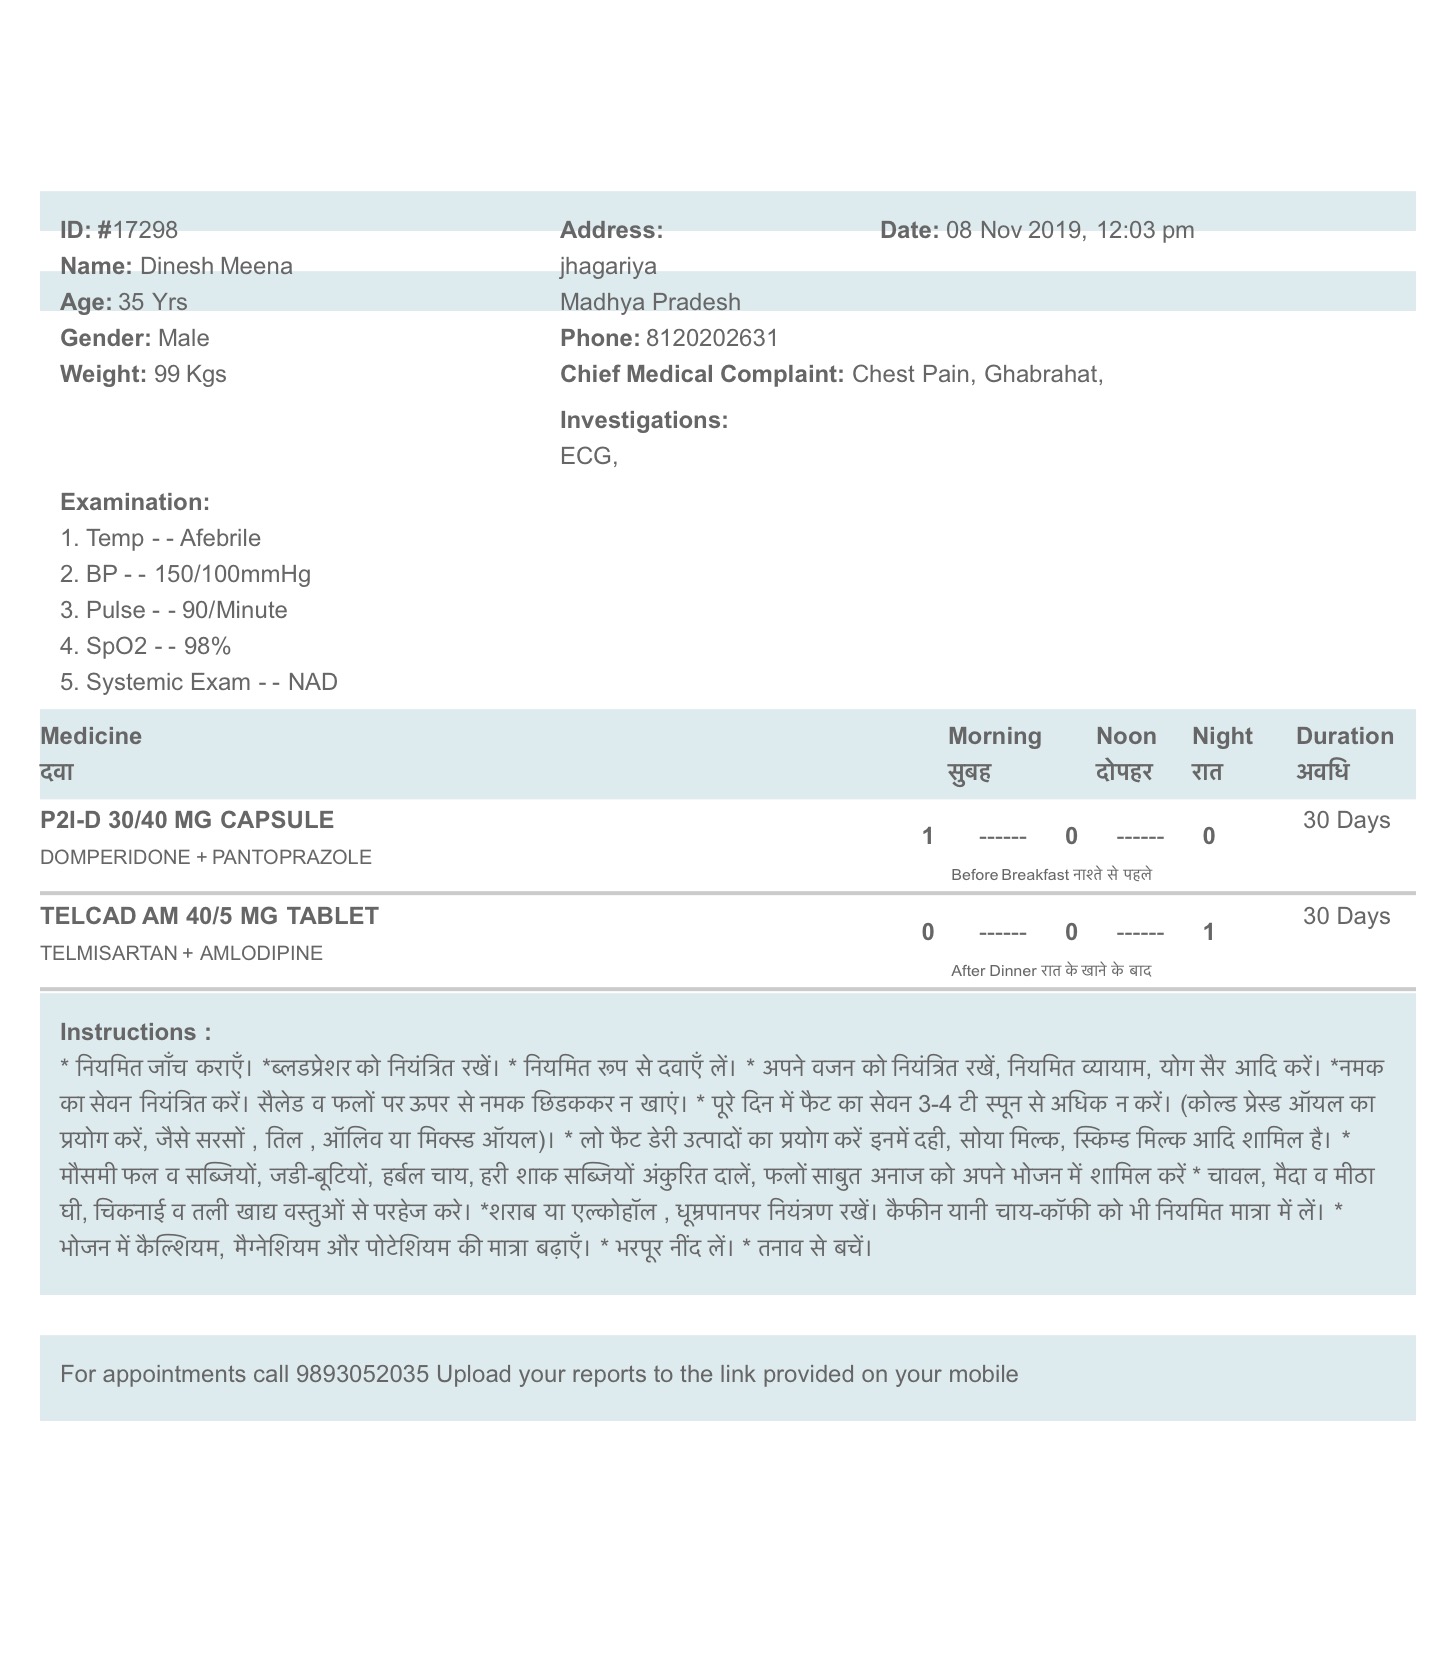 ID: #17298 Address: Date: 08 Nov 2019, 12:03 pm
Name: Dinesh Meena jhagariya
Age: 35 Yrs Madhya Pradesh
Gender: Male Phone: 8120202631
Weight: 99 Kgs Chief Medical Complaint: Chest Pain, Ghabrahat,
Investigations:
ECG,
Examination:
1. Temp - - Afebrile
2. BP - - 150/100mmHg
3. Pulse - - 90/Minute
4. SpO2 - - 98%
5. Systemic Exam - - NAD
Medicine Morning Noon Night Duration
दवा सुबह दोपहर रात अवधि
P2I-D 30/40 MG CAPSULE 30 Days
1 ------ 0 ------ 0
DOMPERIDONE + PANTOPRAZOLE
Before Breakfast नाश्ते से पहले
TELCAD AM 40/5 MG TABLET 30 Days
0 ------ 0 ------ 1
TELMISARTAN + AMLODIPINE
After Dinner रात के खाने के बाद
Instructions :
* नियमित जाँच कराएँ। *ब्लडप्रेशर को नियंत्रित रखें। * नियमित रूप से दवाएँ लें। * अपने वजन को नियंत्रित रखें, नियमित व्यायाम, योग सैर आदि करें। *नमक
का सेवन नियंत्रित करें। सैलेड व फलों पर ऊपर से नमक छिडककर न खाएं। * पूरे दिन में फैट का सेवन 3-4 टी स्पून से अधिक न करें। (कोल्ड प्रेस्ड ऑयल का
प्रयोग करें, जैसे सरसों , तिल , ऑलिव या मिक्स्ड ऑयल)। * लो फैट डेरी उत्पादों का प्रयोग करें इनमें दही, सोया मिल्क, स्किम्ड मिल्क आदि शामिल है। *
मौसमी फल व सब्जियों, जडी-बूटियों, हर्बल चाय, हरी शाक सब्जियों अंकुरित दालें, फलों साबुत अनाज को अपने भोजन में शामिल करें * चावल, मैदा व मीठा
घी, चिकनाई व तली खाद्य वस्तुओं से परहेज करे। *शराब या एल्कोहॉल , धूम्रपानपर नियंत्रण रखें। कैफीन यानी चाय-कॉफी को भी नियमित मात्रा में लें। *
भोजन में कैल्शियम, मैग्नेशियम और पोटेशियम की मात्रा बढ़ाएँ। * भरपूर नींद लें। * तनाव से बचें।
For appointments call 9893052035 Upload your reports to the link provided on your mobile